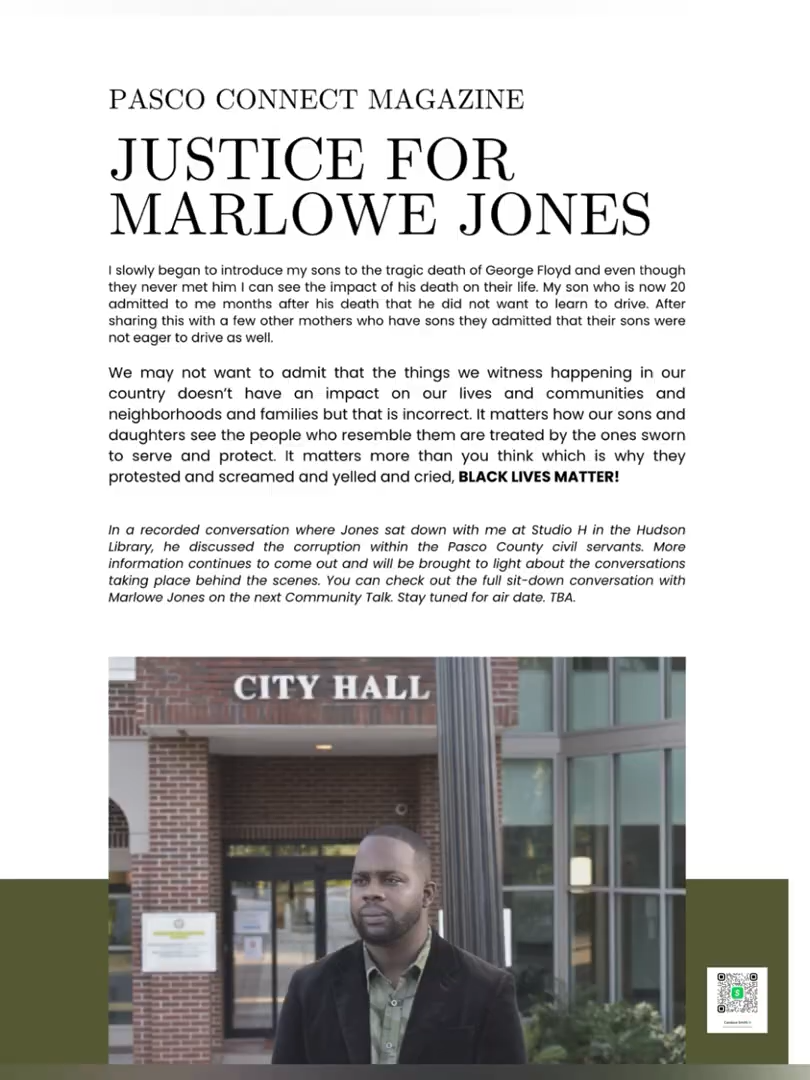 PASCO CONNECT MAGAZINE
JUSTICE FOR
MARLOWE JONES
I slowly began to introduce my sons to the tragic death of George Floyd and even though
they never met him I can see the impact of his death on their life. My son who is now 20
admitted to me months after his death that he did not want to learn to drive. After
sharing this with a few other mothers who have sons they admitted that their sons were
not eager to drive as well.
We may not want to admit that the things we witness happening in our
country doesn't have an impact on our lives and communities and
neighborhoods and families but that is incorrect. It matters how our sons and
daughters see the people who resemble them are treated by the ones sworn
to serve and protect. It matters more than you think which is why they
protested and screamed and yelled and cried, BLACK LIVES MATTER!
In a recorded conversation where Jones sat down with me at Studio H in the Hudson
Library, he discussed the corruption within the Pasco County civil servants. More
information continues to come out and will be brought to light about the conversations
taking place behind the scenes. You can check out the full sit-down conversation with
Marlowe Jones on the next Community Talk. Stay tuned for air date. TBA.
CITY HALL